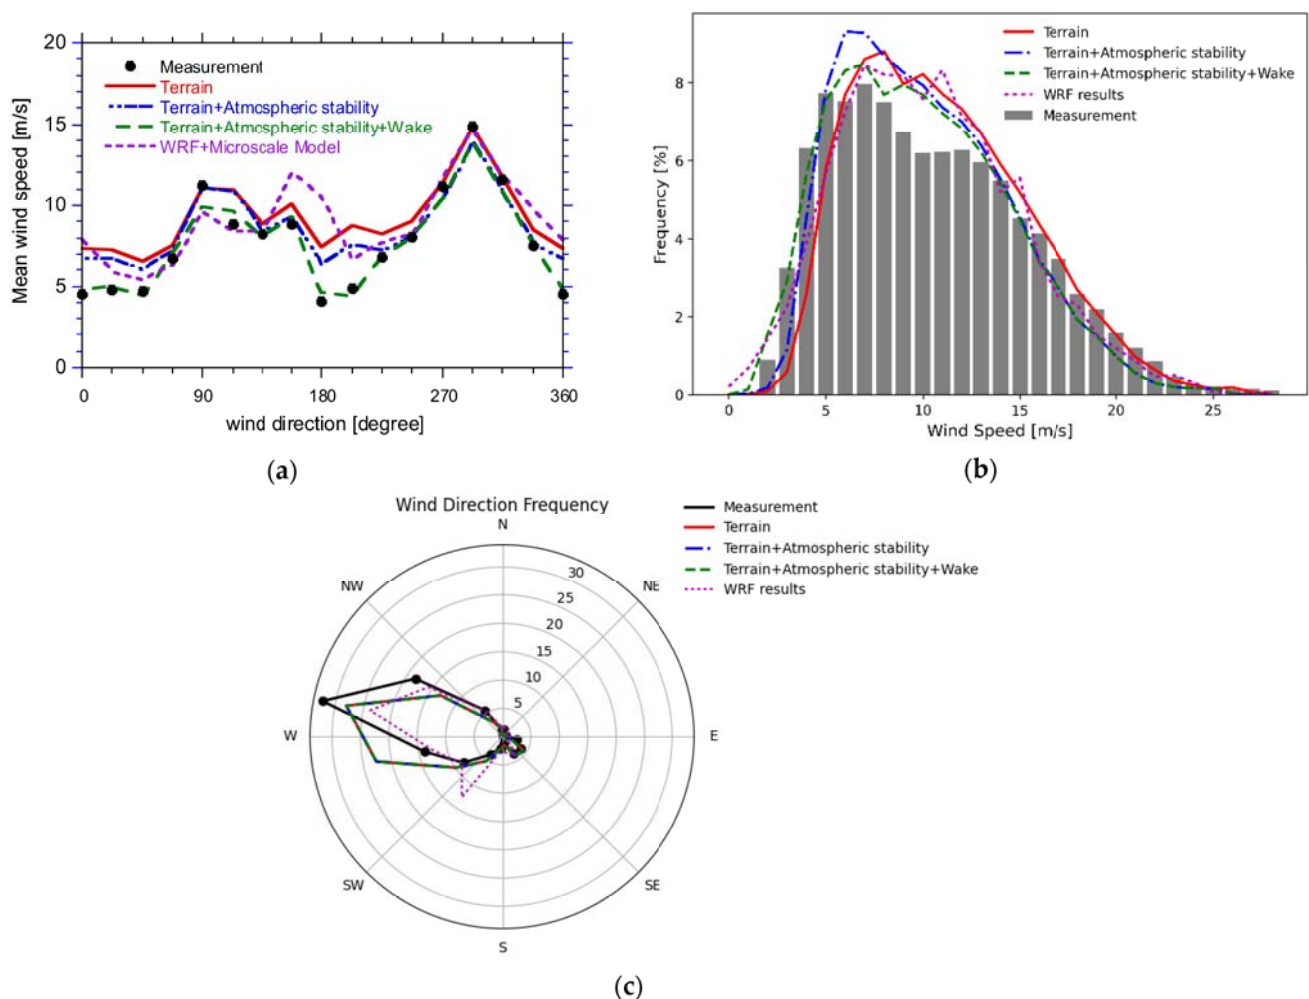 Mean wind speed [m/s]
20
15
10
5
0
Measurement
Terrain
Terrain+Atmospheric stability
Terrain+Atmospheric stability+Wake
WRF+Microscale Model
0 90 180 270 360
wind direction [degree]
(a)
Frequency [%]
8
6
4
2
0
Terrain
Terrain+Atmospheric stability
Terrain+Atmospheric stability+Wake
WRF results
Measurement
0 5 10 15 20 25
Wind Speed [m/s]
(b)
Wind Direction Frequency
N
NE
E
SE
S
SW
W
NW
30
25
20
15
10
5
Measurement
Terrain
Terrain+Atmospheric stability
Terrain+Atmospheric stability+Wake
WRF results
(c)